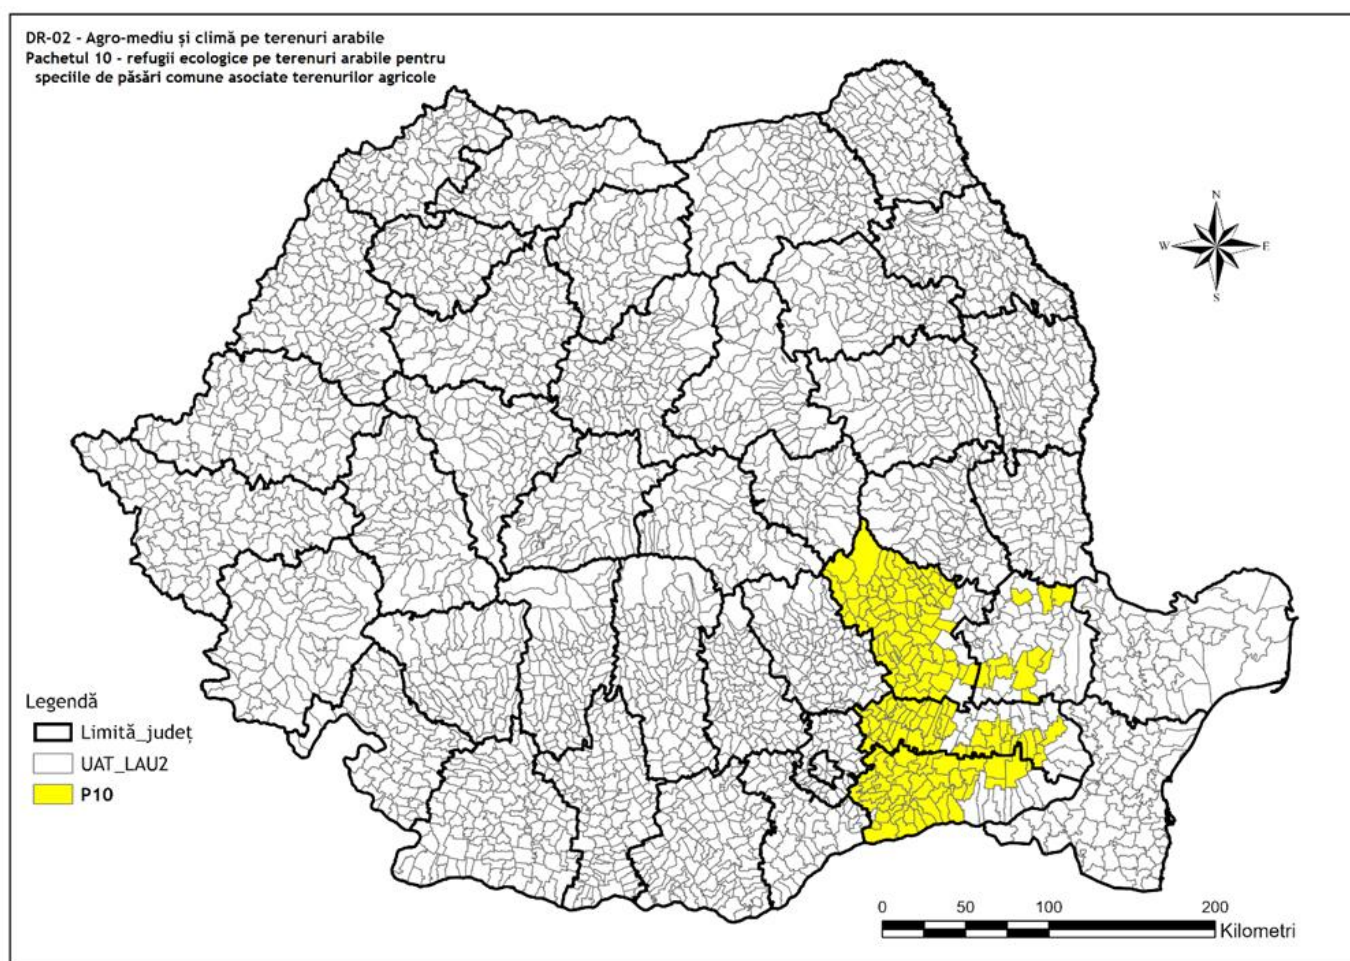 DR-02 - Agro-mediu și climă pe terenuri arabile
Pachetul 10 - refugii ecologice pe terenuri arabile pentru
speciile de păsări comune asociate terenurilor agricole
N
W E
S
Legendă
Limită_județ
UAT_LAU2
P10
0 50 100 200
Kilometri